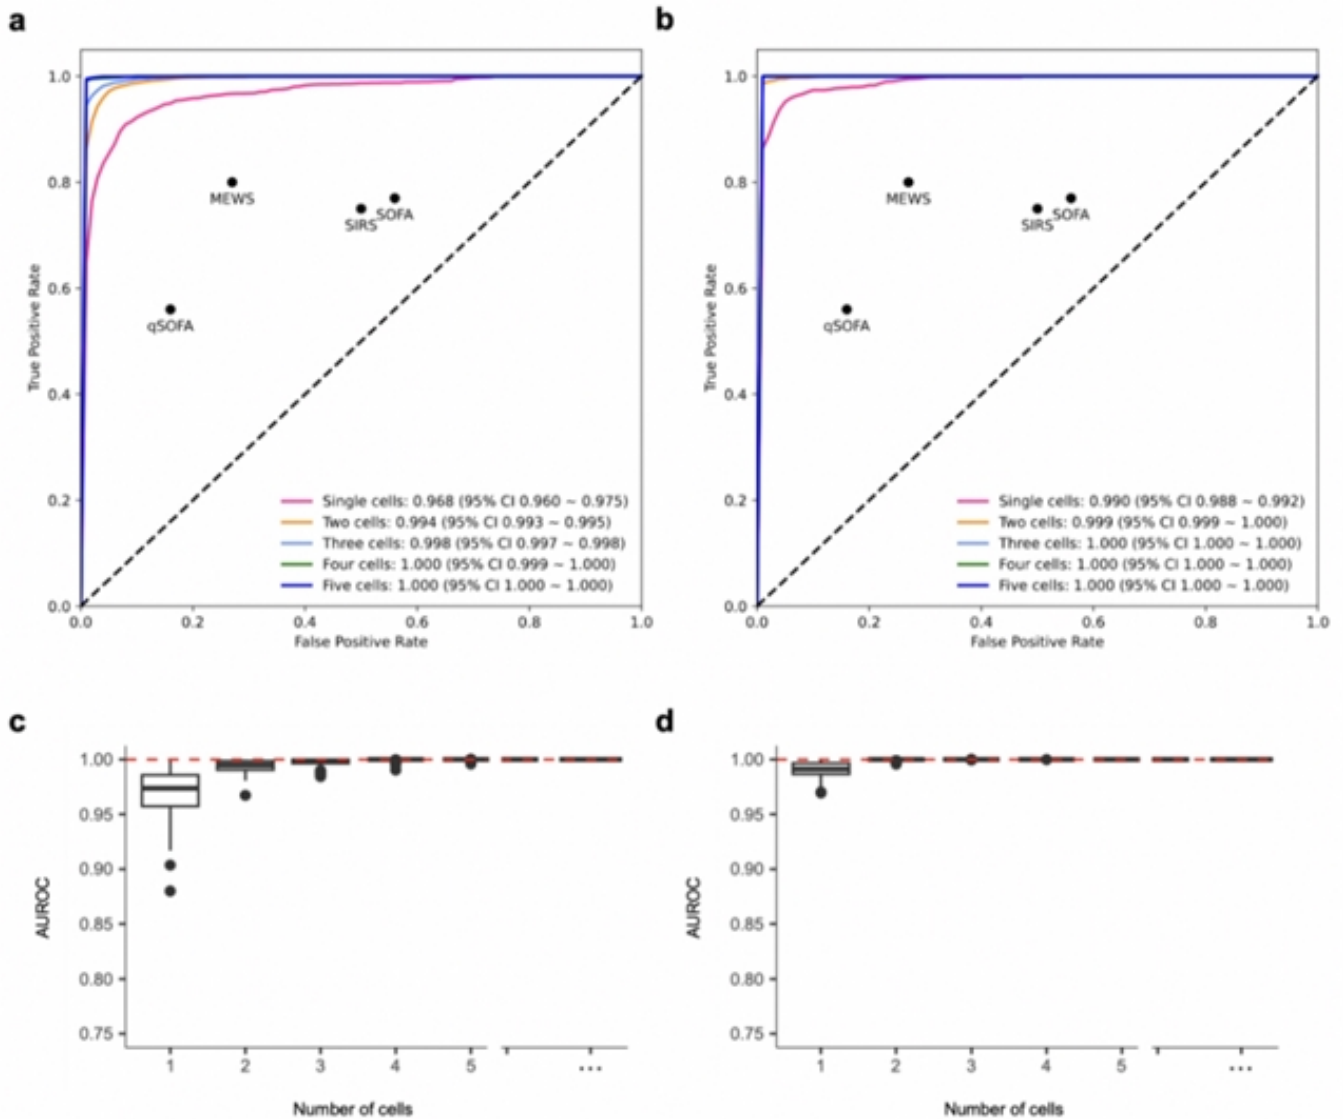 a
1.0
0.8
0.6
0.4
0.2
0.0
True Positive Rate
MEWS
SIRS
SOFA
qSOFA
Single cells: 0.968 (95% CI 0.960 ~ 0.975)
Two cells: 0.994 (95% CI 0.993 ~ 0.995)
Three cells: 0.998 (95% CI 0.997 ~ 0.998)
Four cells: 1.000 (95% CI 0.999 ~ 1.000)
Five cells: 1.000 (95% CI 1.000 ~ 1.000)
0.0 0.2 0.4 0.6 0.8 1.0
False Positive Rate
b
1.0
0.8
0.6
0.4
0.2
0.0
True Positive Rate
MEWS
SIRS
SOFA
qSOFA
Single cells: 0.990 (95% CI 0.988 ~ 0.992)
Two cells: 0.999 (95% CI 0.999 ~ 1.000)
Three cells: 1.000 (95% CI 1.000 ~ 1.000)
Four cells: 1.000 (95% CI 1.000 ~ 1.000)
Five cells: 1.000 (95% CI 1.000 ~ 1.000)
0.0 0.2 0.4 0.6 0.8 1.0
False Positive Rate
c
1.00
0.95
0.90
0.85
0.80
0.75
AUROC
1 2 3 4 5 ...
Number of cells
d
1.00
0.95
0.90
0.85
0.80
0.75
AUROC
1 2 3 4 5 ...
Number of cells